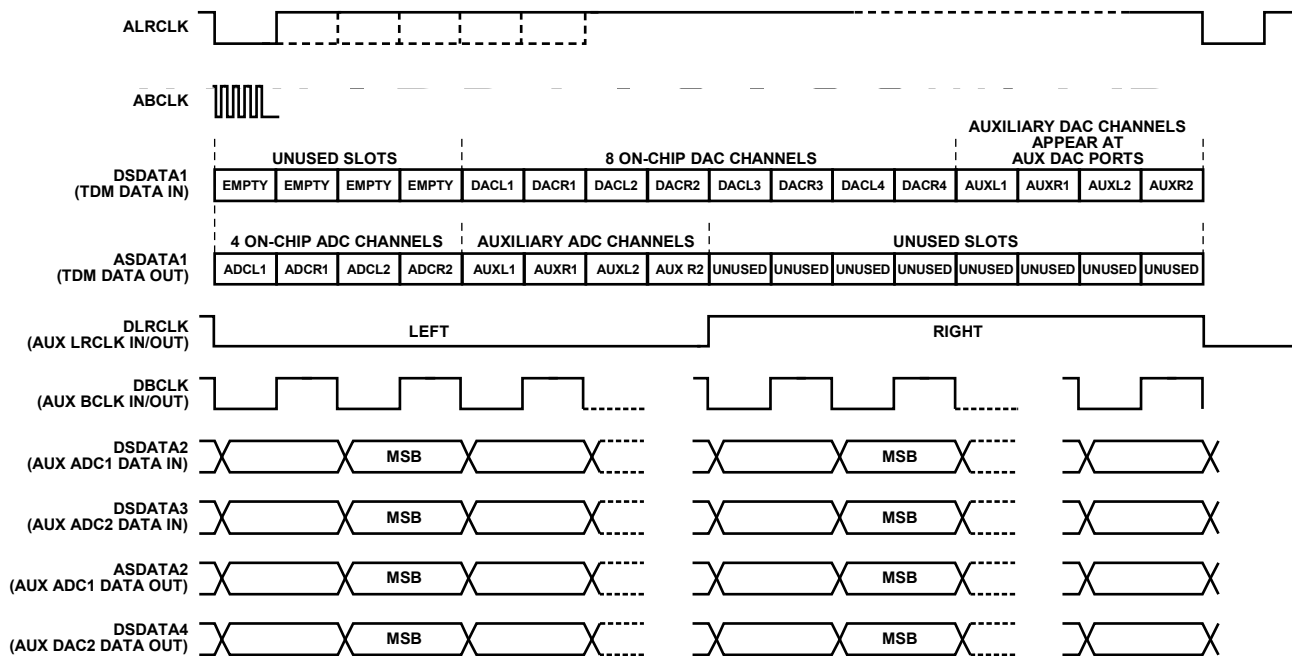 ALRCLK
ABCLK
AUXILIARY DAC CHANNELS
APPEAR AT
AUX DAC PORTS
UNUSED SLOTS
8 ON-CHIP DAC CHANNELS
DSDATA1
(TDM DATA IN)
EMPTY EMPTY EMPTY EMPTY DACL1 DACR1 DACL2 DACR2 DACL3 DACR3 DACL4 DACR4 AUXL1 AUXR1 AUXL2 AUXR2
4 ON-CHIP ADC CHANNELS
AUXILIARY ADC CHANNELS
UNUSED SLOTS
ASDATA1
(TDM DATA OUT)
ADCL1 ADCR1 ADCL2 ADCR2 AUXL1 AUXR1 AUXL2 AUX R2 UNUSED UNUSED UNUSED UNUSED UNUSED UNUSED UNUSED UNUSED
DLRCLK
(AUX LRCLK IN/OUT)
LEFT
RIGHT
DBCLK
(AUX BCLK IN/OUT)
DSDATA2
(AUX ADC1 DATA IN)
MSB
MSB
DSDATA3
(AUX ADC2 DATA IN)
MSB
MSB
ASDATA2
(AUX ADC1 DATA OUT)
MSB
MSB
DSDATA4
(AUX DAC2 DATA OUT)
MSB
MSB